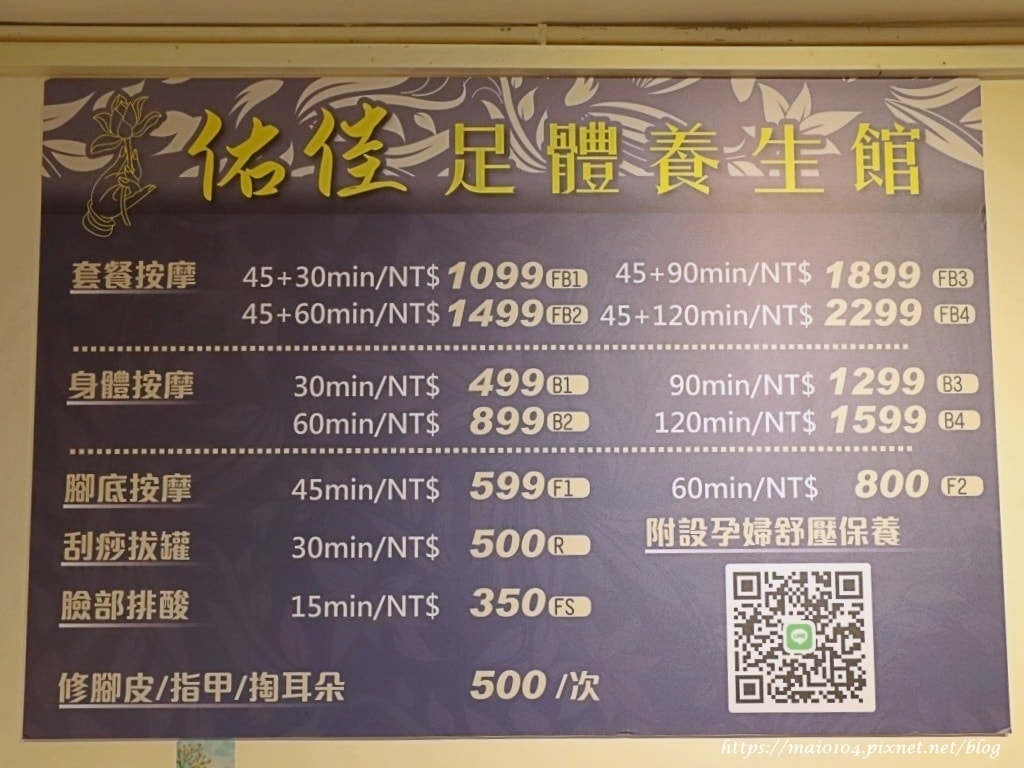 佑佳足體養生館
套餐按摩 45+30min/NT$ 1099 FB1 45+90min/NT$ 1899 FB3
45+60min/NT$ 1499 FB2 45+120min/NT$ 2299 FB4
身體按摩 30min/NT$ 499 B1 90min/NT$ 1299 B3
60min/NT$ 899 B2 120min/NT$ 1599 B4
腳底按摩 45min/NT$ 599 F1 60min/NT$ 800 F2
刮痧拔罐 30min/NT$ 500 R 附設孕婦舒壓保養
臉部排酸 15min/NT$ 350 FS
LINE
修腳皮/指甲/掏耳朵 500 /次
https://maio104.pixnet.net/blog